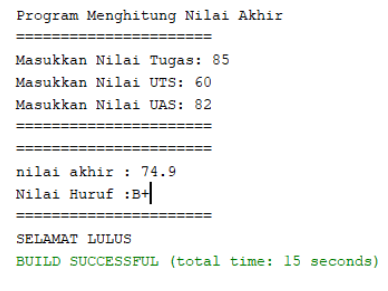 Program Menghitung Nilai Akhir
======================
Masukkan Nilai Tugas: 85
Masukkan Nilai UTS: 60
Masukkan Nilai UAS: 82
======================
======================
nilai akhir : 74.9
Nilai Huruf :B+
======================
SELAMAT LULUS
BUILD SUCCESSFUL (total time: 15 seconds)